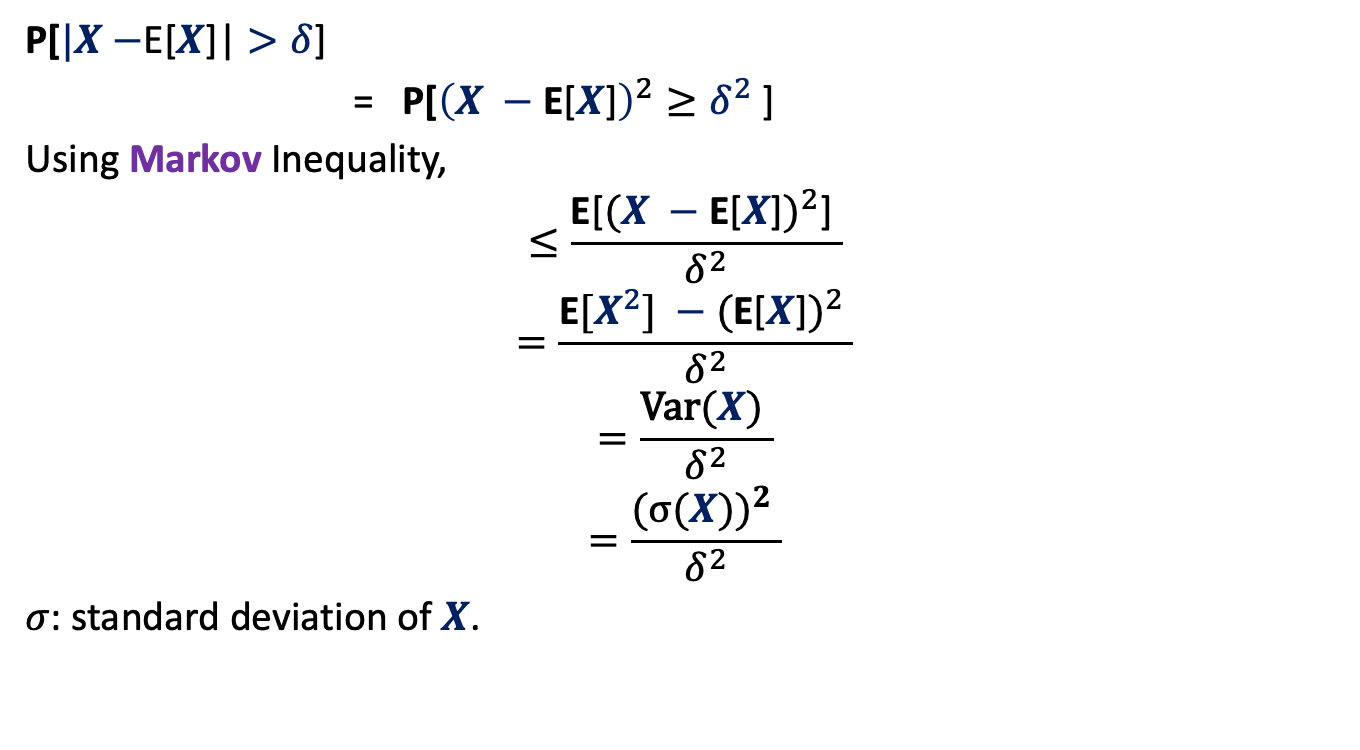 P[|X −E[X]| > δ]
= P[(X − E[X])² ≥ δ² ]
Using Markov Inequality,
≤ E[(X − E[X])²] / δ²
= E[X²] − (E[X])² / δ²
= Var(X) / δ²
= (σ(X))² / δ²
σ: standard deviation of X.